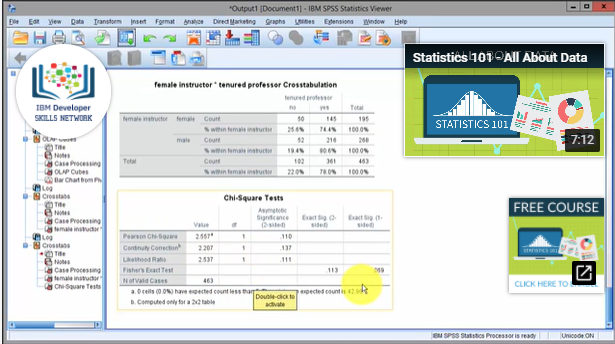 *Output1 [Document1] - IBM SPSS Statistics Viewer
File Edit View Data Transform Insert Format Analyze Direct Marketing Graphs Utilities Extensions Window Help
IBM Developer
SKILLS NETWORK
OLAP Cubes
Title
Notes
Case Processing
OLAP Cubes
Bar Chart from P
Log
Crosstabs
Title
Notes
Case Processing
female instructor *
Log
Crosstabs
Title
Notes
Case Processing
female instructor *
Chi-Square Tests
female instructor * tenured professor Crosstabulation
tenured professor
no yes Total
female instructor female Count 50 145 195
% within female instructor 25.6% 74.4% 100.0%
male Count 52 216 268
% within female instructor 19.4% 80.6% 100.0%
Total Count 102 361 463
% within female instructor 22.0% 78.0% 100.0%
Chi-Square Tests
Value df Asymptotic Significance (2-sided) Exact Sig. (2-sided) Exact Sig. (1-sided)
Pearson Chi-Square 2.557ª 1 .110
Continuity Correctionᵇ 2.207 1 .137
Likelihood Ratio 2.537 1 .111
Fisher's Exact Test .113 .069
N of Valid Cases 463
a. 0 cells (0.0%) have expected count less expected count is
b. Computed only for a 2x2 table
Double-click to
activate
Statistics 101 - All About Data
STATISTICS 101
7:12
FREE COURSE
STATISTICS 101
CLICK HERE TO
IBM SPSS Statistics Processor is ready Unicode:ON